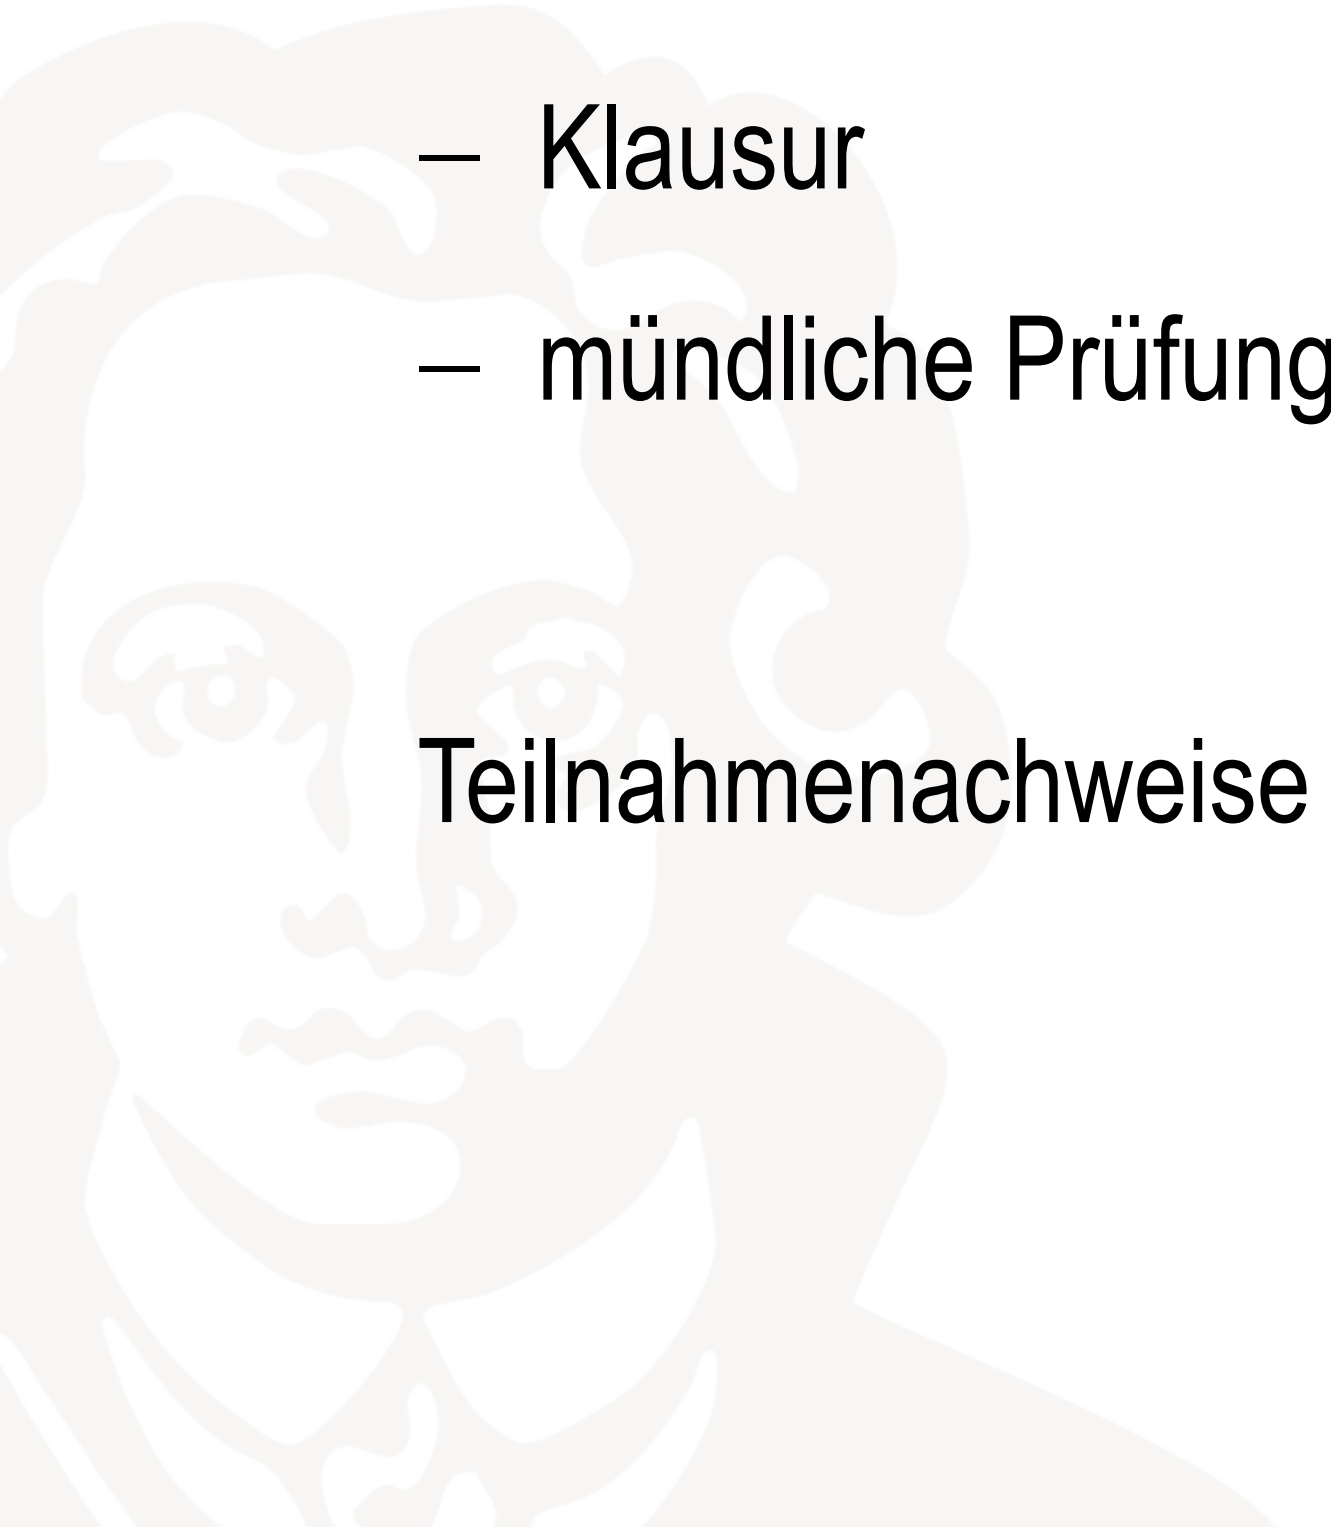 – Klausur
– mündliche Prüfung
Teilnahmenachweise